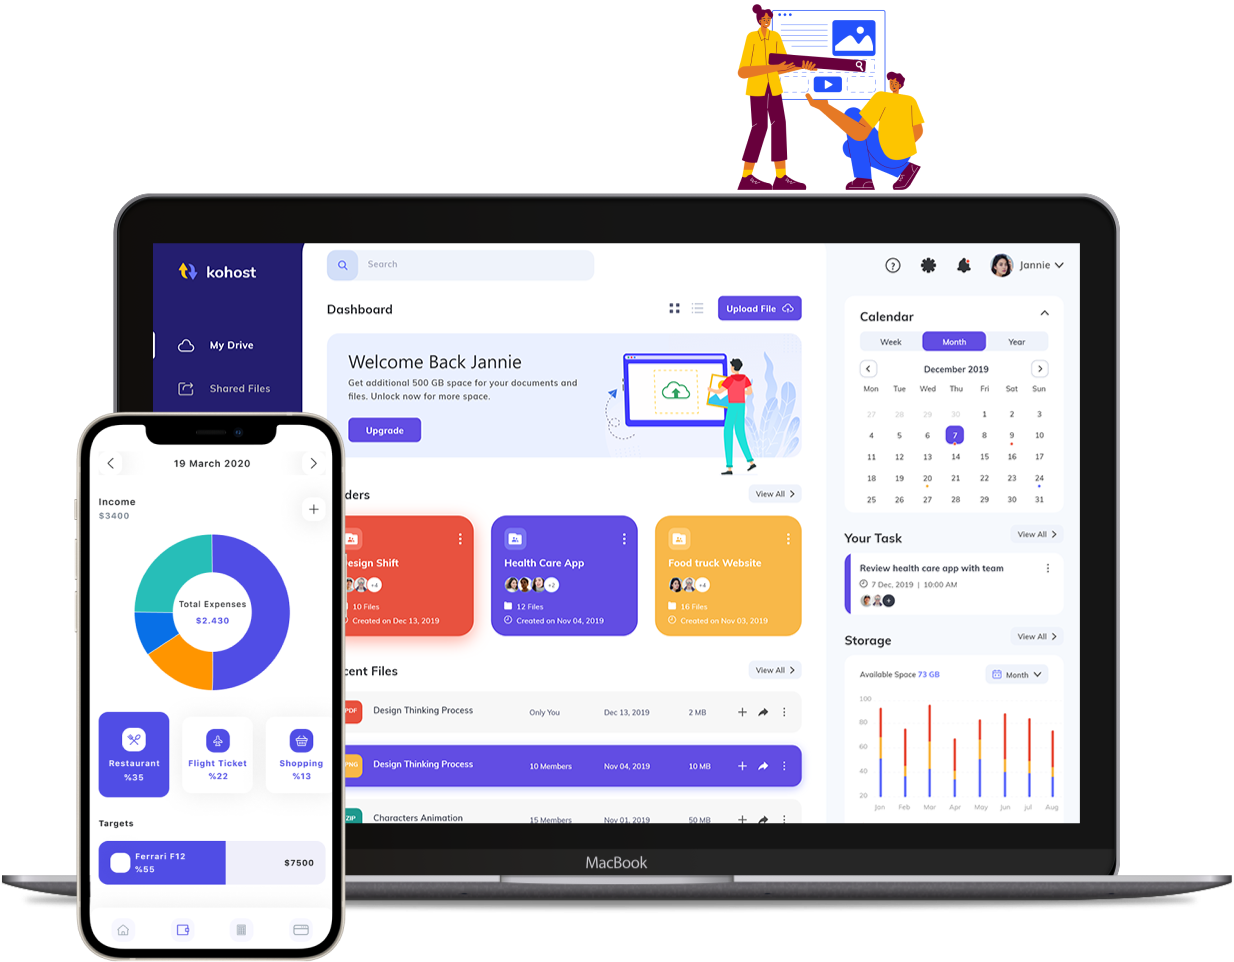 kohost
My Drive
Shared Files
Search
Dashboard
Upload File
Welcome Back Jannie
Get additional 500 GB space for your documents and
files. Unlock now for more space.
Upgrade
ders
View All
esign Shift
+4
10 Files
Created on Dec 13, 2019
Health Care App
+2
12 Files
Created on Nov 04, 2019
Food truck Website
+4
16 Files
Created on Nov 03, 2019
cent Files
View All
PDF
Design Thinking Process
Only You
Dec 13, 2019
2 MB
PNG
Design Thinking Process
10 Members
Nov 04, 2019
10 MB
ZIP
Characters Animation
15 Members
Nov 01, 2019
50 MB
?
Jannie
Calendar
Week Month Year
December 2019
Mon Tue Wed Thu Fri Sat Sun
27 28 29 30 1 2 3
4 5 6 7 8 9 10
11 12 13 14 15 16 17
18 19 20 21 22 23 24
25 26 27 28 29 30 31
Your Task
View All
Review health care app with team
7 Dec, 2019 | 10:00 AM
Storage
View All
Available Space 73 GB
Month
100
80
60
40
20
Jan Feb Mar Apr May Jun jul Aug
MacBook
19 March 2020
Income
$3400
Total Expenses
$2.430
Restaurant
%35
Flight Ticket
%22
Shopping
%13
Targets
Ferrari F12
%55
$7500